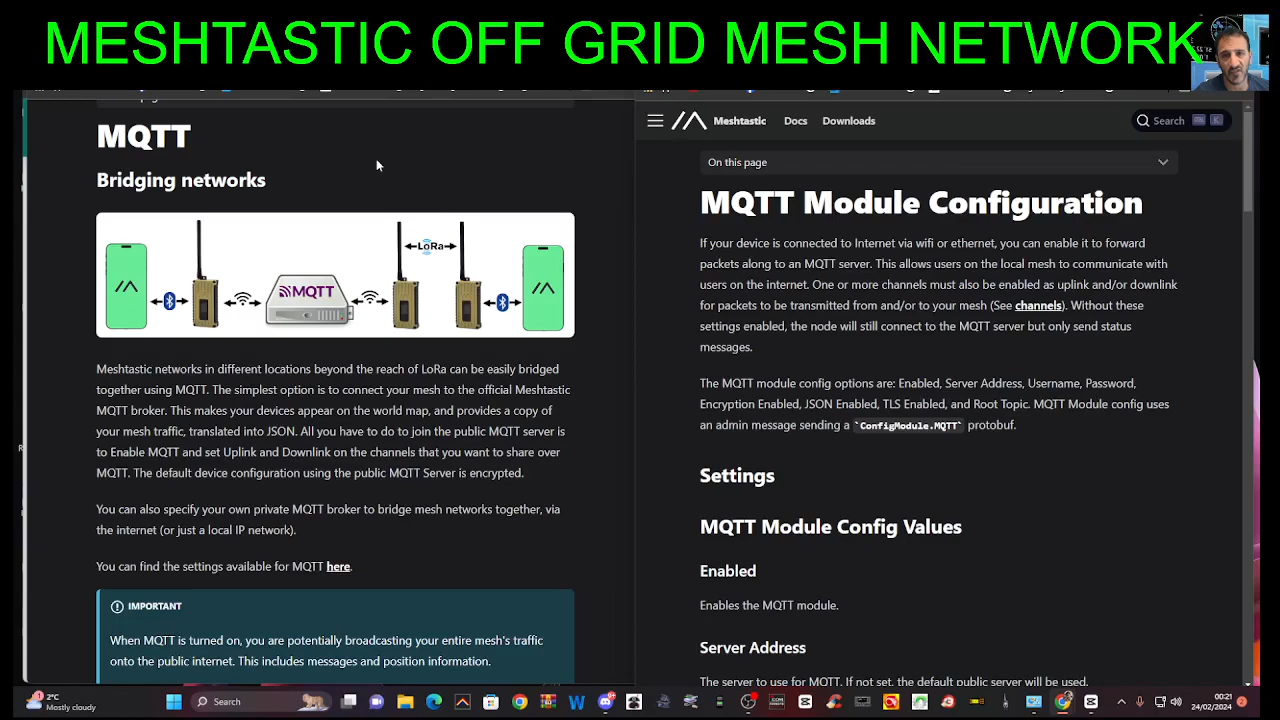 MESHTASTIC OFF GRID MESH NETWORK
MQTT
Bridging networks
LoRa
MQTT
Meshtastic networks in different locations beyond the reach of LoRa can be easily bridged
together using MQTT. The simplest option is to connect your mesh to the official Meshtastic
MQTT broker. This makes your devices appear on the world map, and provides a copy of
your mesh traffic, translated into JSON. All you have to do to join the public MQTT server is
to Enable MQTT and set Uplink and Downlink on the channels that you want to share over
MQTT. The default device configuration using the public MQTT Server is encrypted.
You can also specify your own private MQTT broker to bridge mesh networks together, via
the internet (or just a local IP network).
You can find the settings available for MQTT here.
IMPORTANT
When MQTT is turned on, you are potentially broadcasting your entire mesh's traffic
onto the public internet. This includes messages and position information.
Meshtastic Docs Downloads Search
On this page
MQTT Module Configuration
If your device is connected to Internet via wifi or ethernet, you can enable it to forward
packets along to an MQTT server. This allows users on the local mesh to communicate with
users on the internet. One or more channels must also be enabled as uplink and/or downlink
for packets to be transmitted from and/or to your mesh (See channels). Without these
settings enabled, the node will still connect to the MQTT server but only send status
messages.
The MQTT module config options are: Enabled, Server Address, Username, Password,
Encryption Enabled, JSON Enabled, TLS Enabled, and Root Topic. MQTT Module config uses
an admin message sending a `ConfigModule.MQTT` protobuf.
Settings
MQTT Module Config Values
Enabled
Enables the MQTT module.
Server Address
The server to use for MQTT. If not set, the default public server will be used.
2°C
Mostly cloudy
Search
00:21
24/02/2024